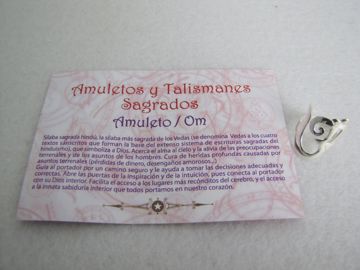 Amuletos y Talismanes
Sagrados
Amuleto / Om
Sílaba sagrada hindú, la sílaba más sagrada de los Vedas (se denomina Vedas a los cuatro
textos sánscritos que forman la base del extenso sistema de escrituras sagradas del
hinduismo), que simboliza a Dios. Acerca el alma al cielo y la alivia de las preocupaciones
terrenales y de los asuntos de los hombres. Cura de heridas profundas causadas por
asuntos terrenales (pérdidas de dinero, desengaños amorosos..)
Guía al portador por un camino seguro y le ayuda a tomar las decisiones adecuadas y
correctas. Abre las puertas de la inspiración y de la intuición, pues conecta al portador
con su Dios interior. Facilita el acceso a los lugares más recónditos del cerebro, y el acceso
a la innata sabiduría interior que todos portamos en nuestro corazón.